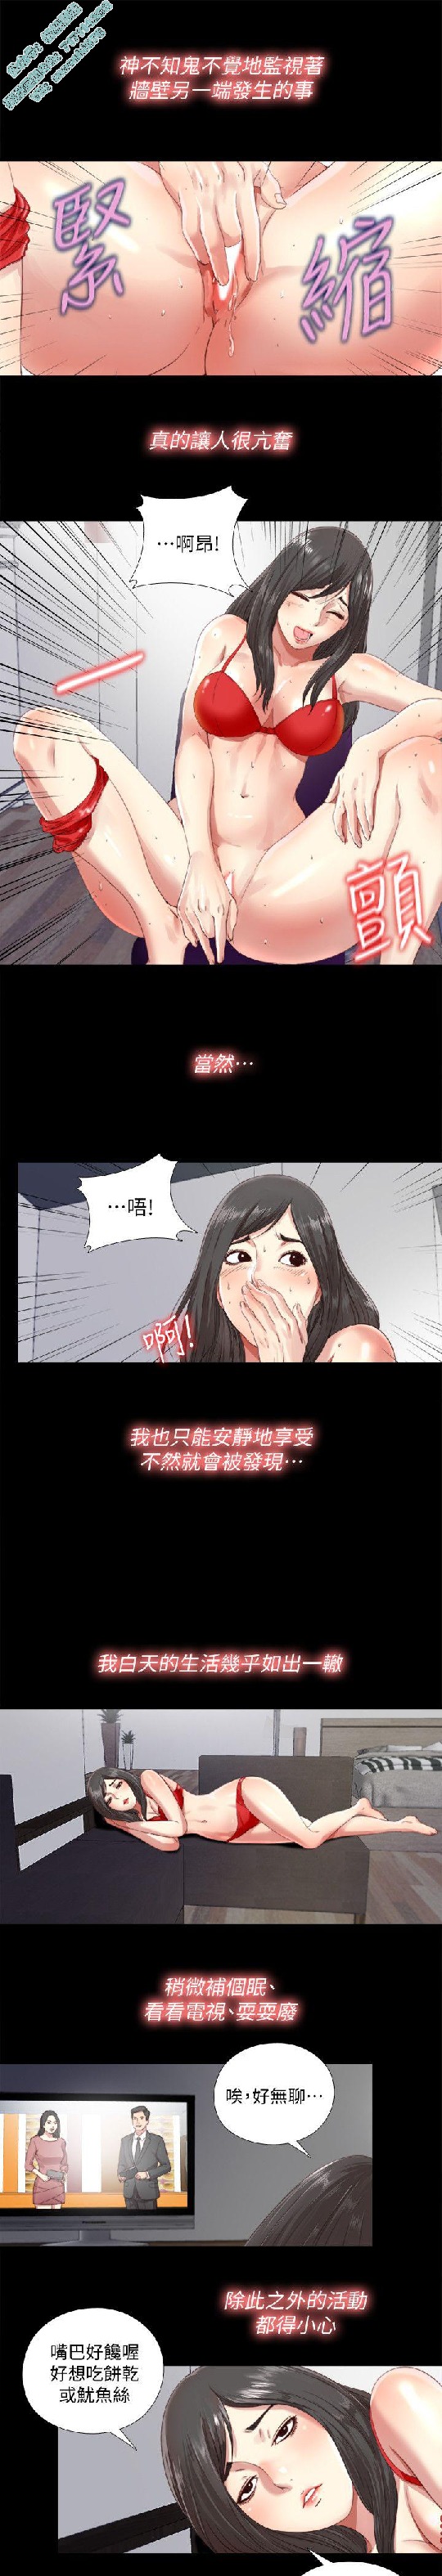 神不知鬼不覺地監視著
牆壁另一端發生的事
緊
縮
真的讓人很亢奮
…啊昂!
顫
當然…
…唔!
啊!
我也只能安靜地享受
不然就會被發現…
我白天的生活幾乎如出一轍
稍微補個眠、
看看電視、耍耍廢
唉,好無聊…
除此之外的活動
都得小心
嘴巴好饞喔
好想吃餅乾
或魷魚絲